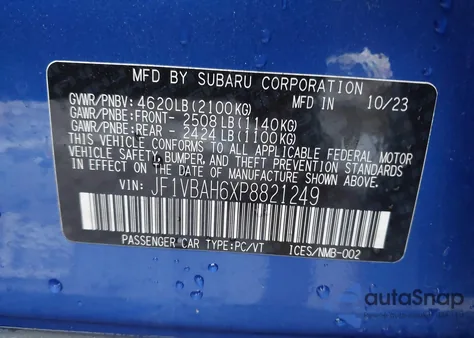 MFD BY SUBARU CORPORATION
GVWR/PNBV: 4620LB(2100KG) MFD IN 10/23
GAWR/PNBE:FRONT- 2508LB(1140KG)
GAWR/PNBE:REAR - 2424LB(1100KG)
THIS VEHICLE CONFORMS TO ALL APPLICABLE FEDERAL MOTOR
VEHICLE SAFETY, BUMPER, AND THEFT PREVENTION STANDARDS
IN EFFECT ON THE DATE OF MANUFACTURE SHOWN ABOVE.
VIN: JF1VBAH6XP8821249
PASSENGER CAR TYPE:PC/VT ICES/NMB-002
autoSnap